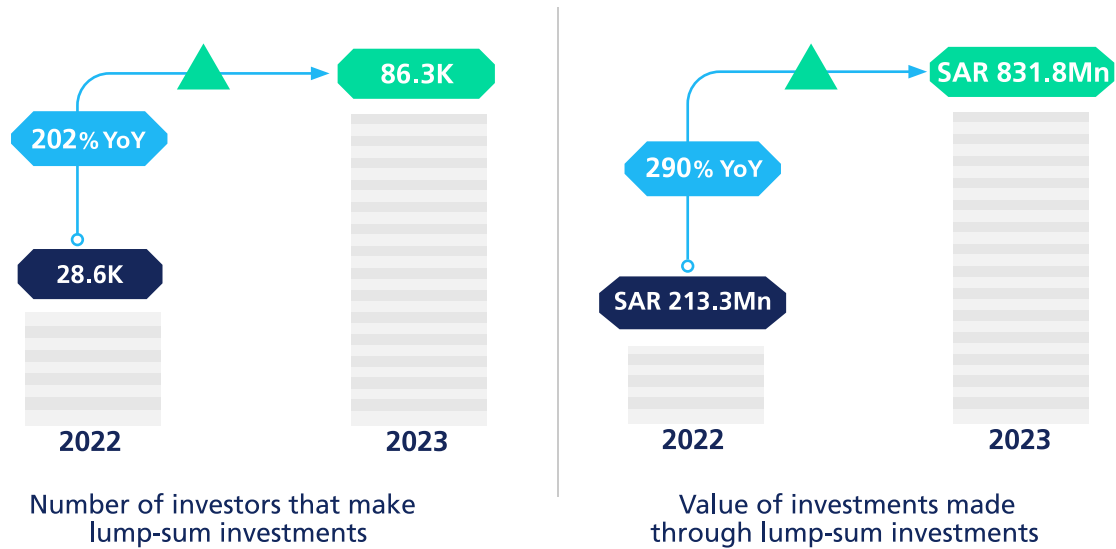 86.3K
202% YoY
28.6K
2022
2023
Number of investors that make
lump-sum investments
SAR 831.8Mn
290% YoY
SAR 213.3Mn
2022
2023
Value of investments made
through lump-sum investments